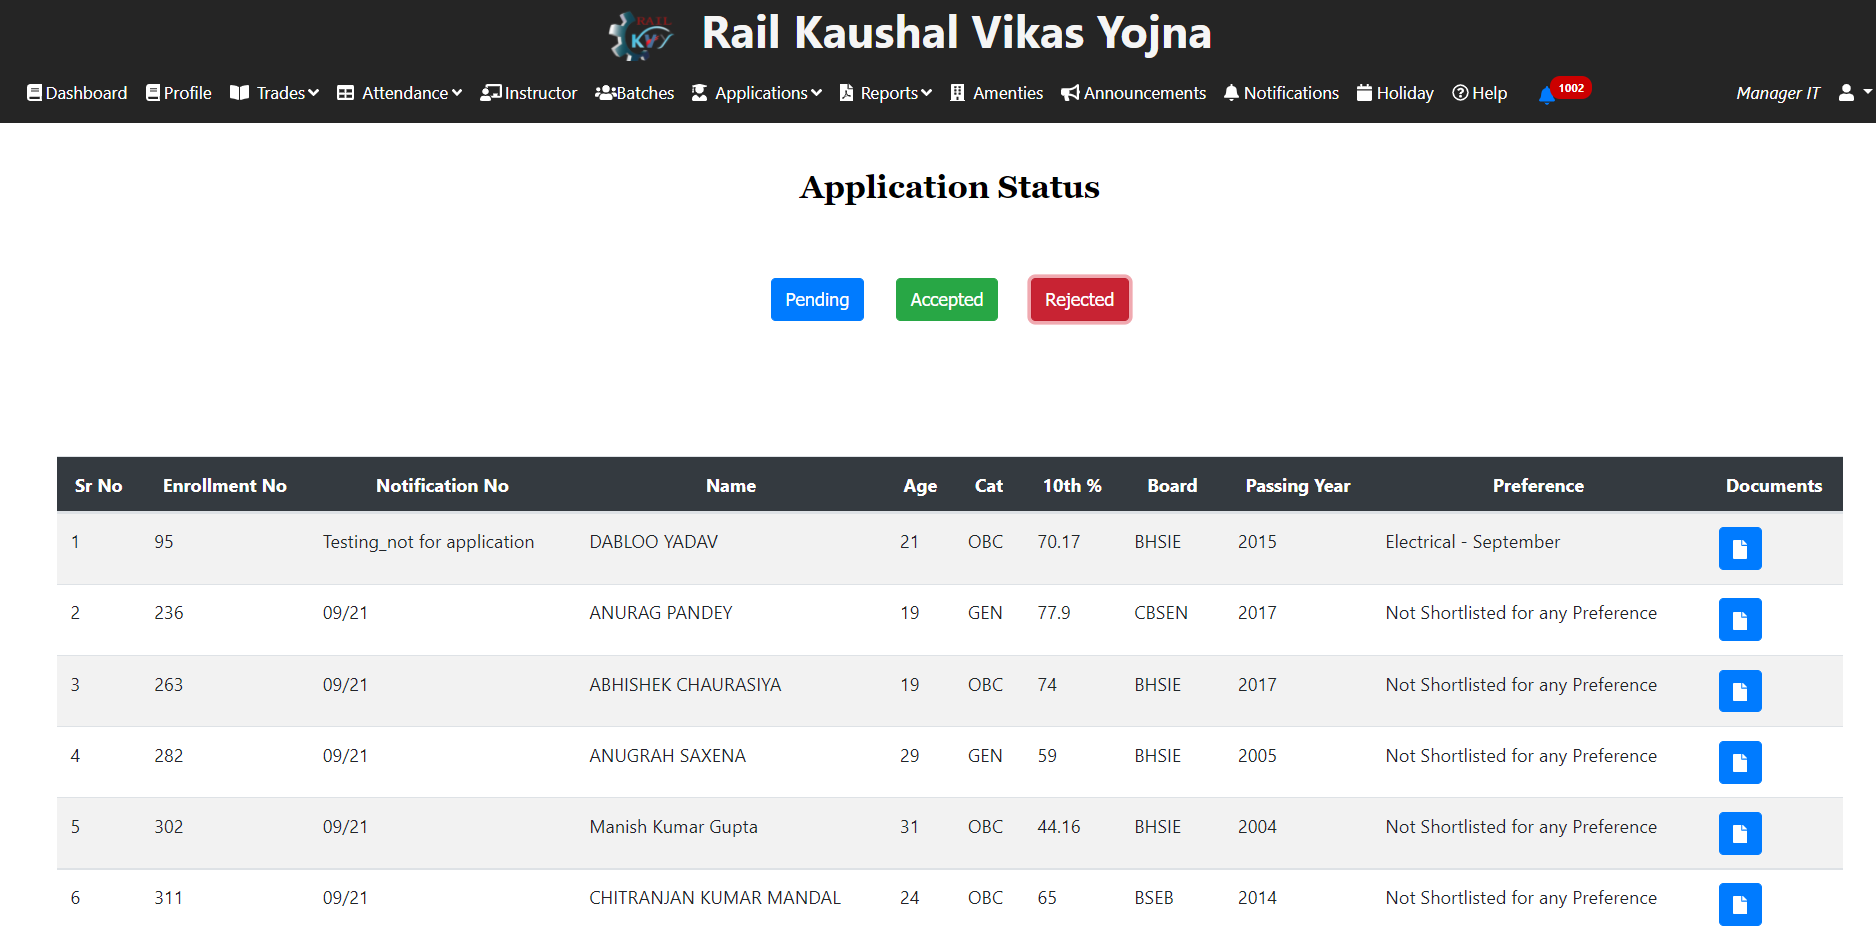 RAIL
KVY
Rail Kaushal Vikas Yojna
Dashboard Profile Trades Attendance Instructor Batches Applications Reports Amenties Announcements Notifications Holiday Help 1002 Manager IT
Application Status
Pending Accepted Rejected
Sr No Enrollment No Notification No Name Age Cat 10th % Board Passing Year Preference Documents
1 95 Testing_not for application DABLOO YADAV 21 OBC 70.17 BHSIE 2015 Electrical - September
2 236 09/21 ANURAG PANDEY 19 GEN 77.9 CBSEN 2017 Not Shortlisted for any Preference
3 263 09/21 ABHISHEK CHAURASIYA 19 OBC 74 BHSIE 2017 Not Shortlisted for any Preference
4 282 09/21 ANUGRAH SAXENA 29 GEN 59 BHSIE 2005 Not Shortlisted for any Preference
5 302 09/21 Manish Kumar Gupta 31 OBC 44.16 BHSIE 2004 Not Shortlisted for any Preference
6 311 09/21 CHITRANJAN KUMAR MANDAL 24 OBC 65 BSEB 2014 Not Shortlisted for any Preference